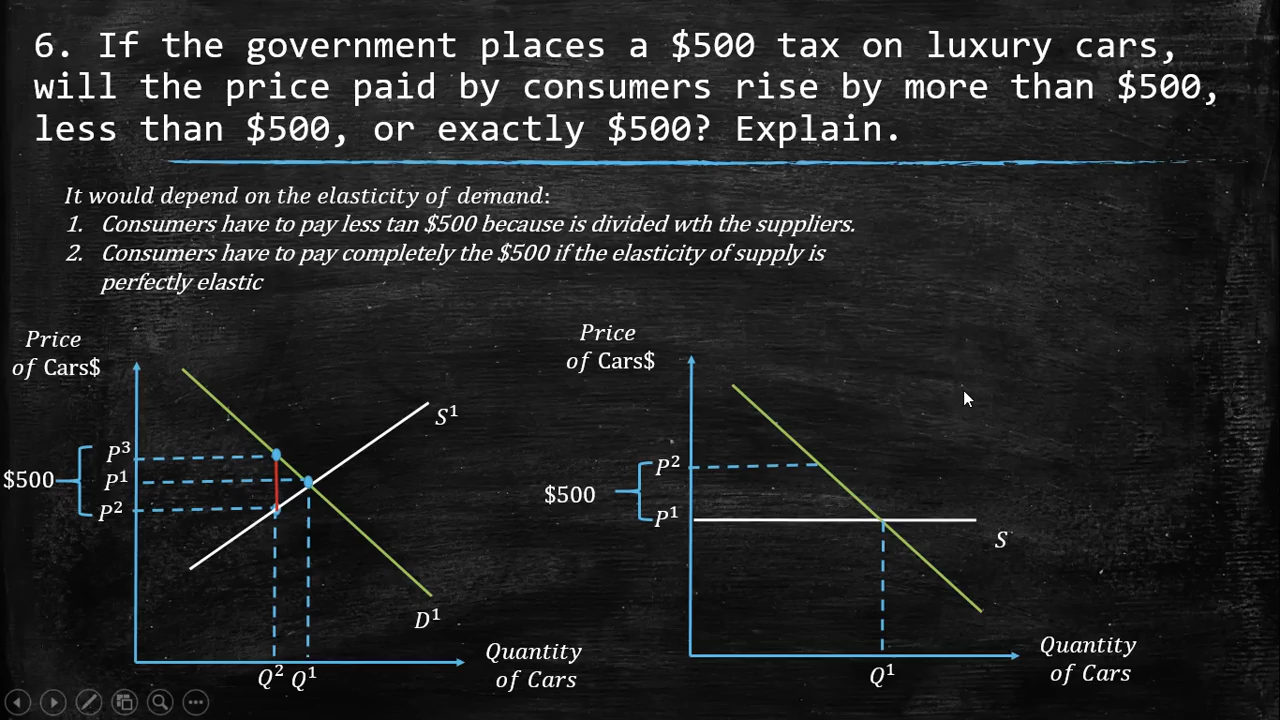 6. If the government places a $500 tax on luxury cars,
will the price paid by consumers rise by more than $500,
less than $500, or exactly $500? Explain.
It would depend on the elasticity of demand:
1. Consumers have to pay less tan $500 because is divided wth the suppliers.
2. Consumers have to pay completely the $500 if the elasticity of supply is
perfectly elastic
Price
of Cars$
$500
P³
P¹
P²
S¹
D¹
Q² Q¹
Quantity
of Cars
Price
of Cars$
$500
P²
P¹
S
Q¹
Quantity
of Cars